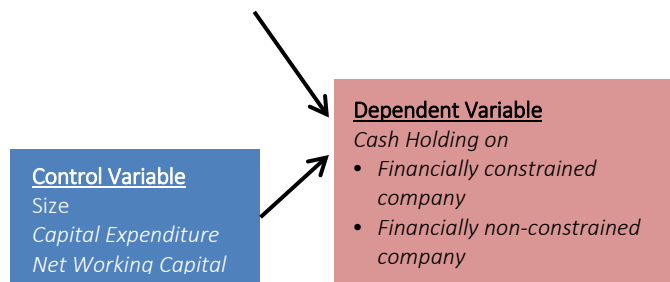 Control Variable
Size
Capital Expenditure
Net Working Capital
Dependent Variable
Cash Holding on
• Financially constrained
company
• Financially non-constrained
company